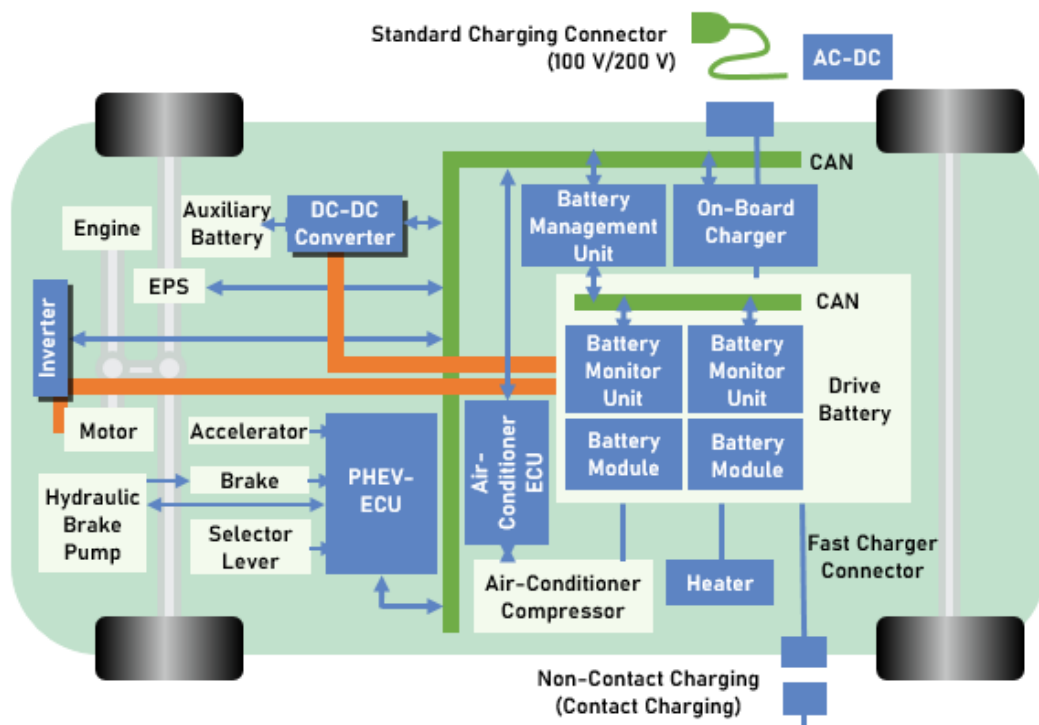 Standard Charging Connector
(100 V/200 V)
AC-DC
CAN
Auxiliary
Battery
DC-DC
Converter
Battery
Management
Unit
On-Board
Charger
Engine
EPS
CAN
Inverter
Battery
Monitor
Unit
Battery
Monitor
Unit
Drive
Battery
Motor
Accelerator
Battery
Module
Battery
Module
Air-
Conditioner
ECU
PHEV-
ECU
Brake
Hydraulic
Brake
Pump
Selector
Lever
Fast Charger
Connector
Air-Conditioner
Compressor
Heater
Non-Contact Charging
(Contact Charging)